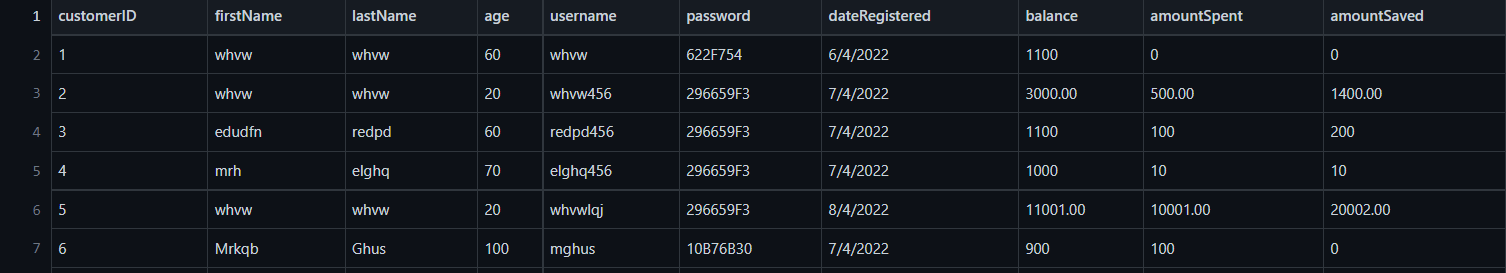 1 customerID firstName lastName age username password dateRegistered balance amountSpent amountSaved
2 1 whvw whvw 60 whvw 622F754 6/4/2022 1100 0 0
3 2 whvw whvw 20 whvw456 296659F3 7/4/2022 3000.00 500.00 1400.00
4 3 edudfn redpd 60 redpd456 296659F3 7/4/2022 1100 100 200
5 4 mrh elghq 70 elghq456 296659F3 7/4/2022 1000 10 10
6 5 whvw whvw 20 whvwlqj 296659F3 8/4/2022 11001.00 10001.00 20002.00
7 6 Mrkqb Ghus 100 mghus 10B76B30 7/4/2022 900 100 0